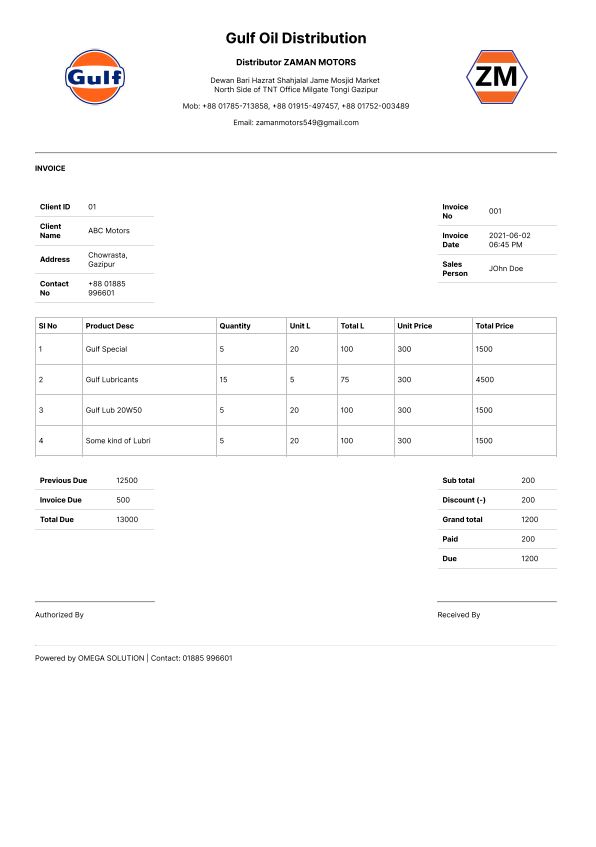 Gulf Oil Distribution
Gulf
Distributor ZAMAN MOTORS
ZM
Dewan Bari Hazrat Shahjalal Jame Mosjid Market
North Side of TNT Office Milgate Tongi Gazipur
Mob: +88 01785-713858, +88 01915-497457, +88 01752-003489
Email: zamanmotors549@gmail.com
INVOICE
Client ID 01
Client
Name ABC Motors
Address Chowrasta,
Gazipur
Contact
No +88 01885
996601
Invoice
No 001
Invoice
Date 2021-06-02
06:45 PM
Sales
Person JOhn Doe
Sl No Product Desc Quantity Unit L Total L Unit Price Total Price
1 Gulf Special 5 20 100 300 1500
2 Gulf Lubricants 15 5 75 300 4500
3 Gulf Lub 20W50 5 20 100 300 1500
4 Some kind of Lubri 5 20 100 300 1500
Previous Due 12500
Invoice Due 500
Total Due 13000
Sub total 200
Discount (-) 200
Grand total 1200
Paid 200
Due 1200
Authorized By
Received By
Powered by OMEGA SOLUTION | Contact: 01885 996601